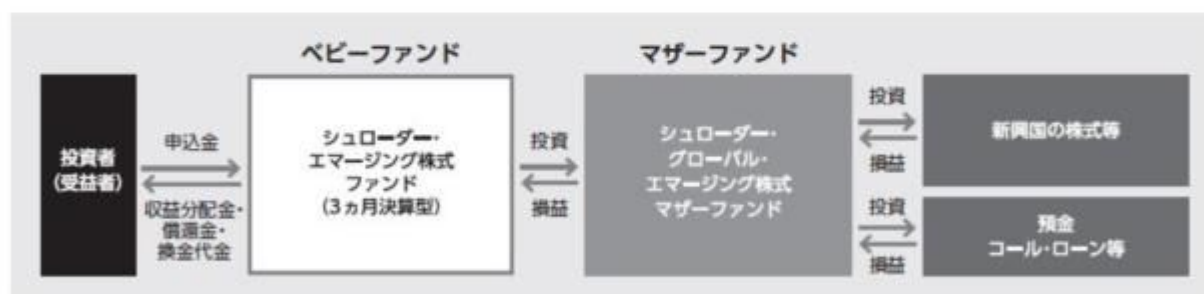 ベビーファンド
マザーファンド
投資者
(受益者)
申込金
収益分配金・
償還金・
換金代金
シュローダー・
エマージング株式
ファンド
(3ヵ月決算型)
投資
損益
シュローダー・
グローバル・
エマージング株式
マザーファンド
投資
損益
新興国の株式等
投資
損益
預金
コール・ローン等